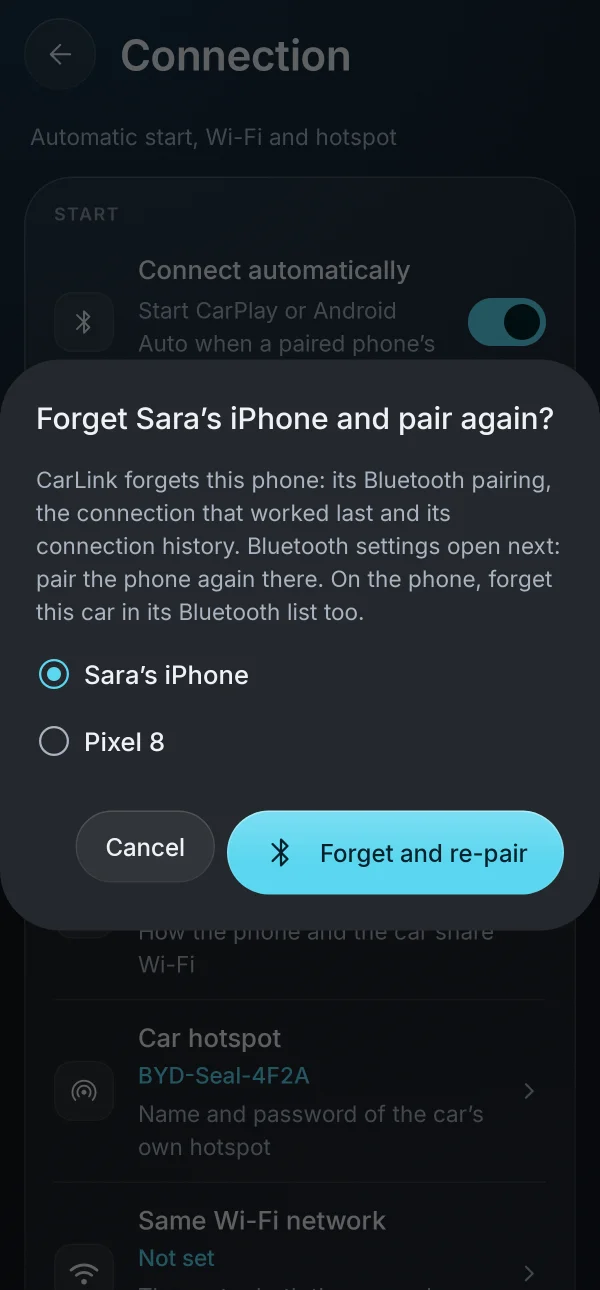 Connection
Automatic start, Wi-Fi and hotspot
START
Connect automatically
Start CarPlay or Android
Auto when a paired phone’s
Forget Sara’s iPhone and pair again?
CarLink forgets this phone: its Bluetooth pairing,
the connection that worked last and its
connection history. Bluetooth settings open next:
pair the phone again there. On the phone, forget
this car in its Bluetooth list too.
Sara’s iPhone
Pixel 8
Cancel
Forget and re-pair
How the phone and the car share
Wi-Fi
Car hotspot
BYD-Seal-4F2A
Name and password of the car’s
own hotspot
Same Wi-Fi network
Not set